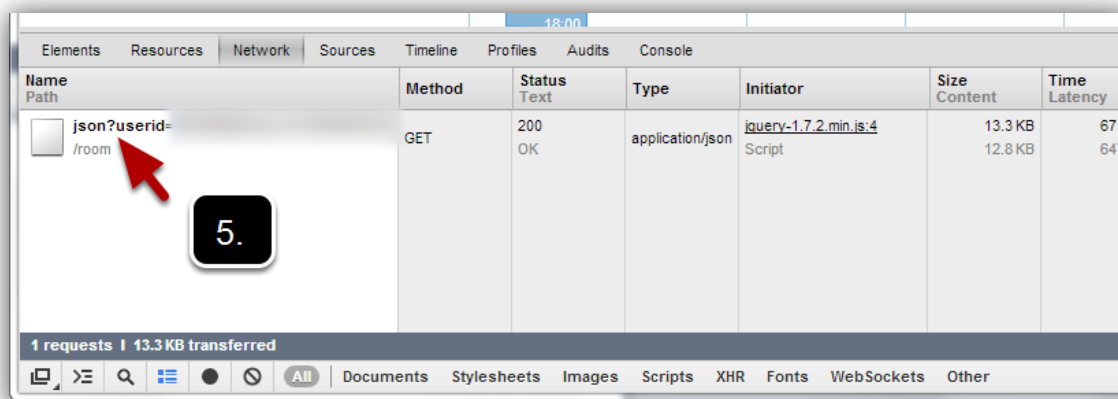 18:00
Elements Resources Network Sources Timeline Profiles Audits Console
Name Method Status Type Initiator Size Time
Path Text Content Latency
json?userid= GET 200 application/json jquery-1.7.2.min.js:4 13.3 KB 67
/room OK Script 12.8 KB 64
5.
1 requests I 13.3 KB transferred
All Documents Stylesheets Images Scripts XHR Fonts WebSockets Other